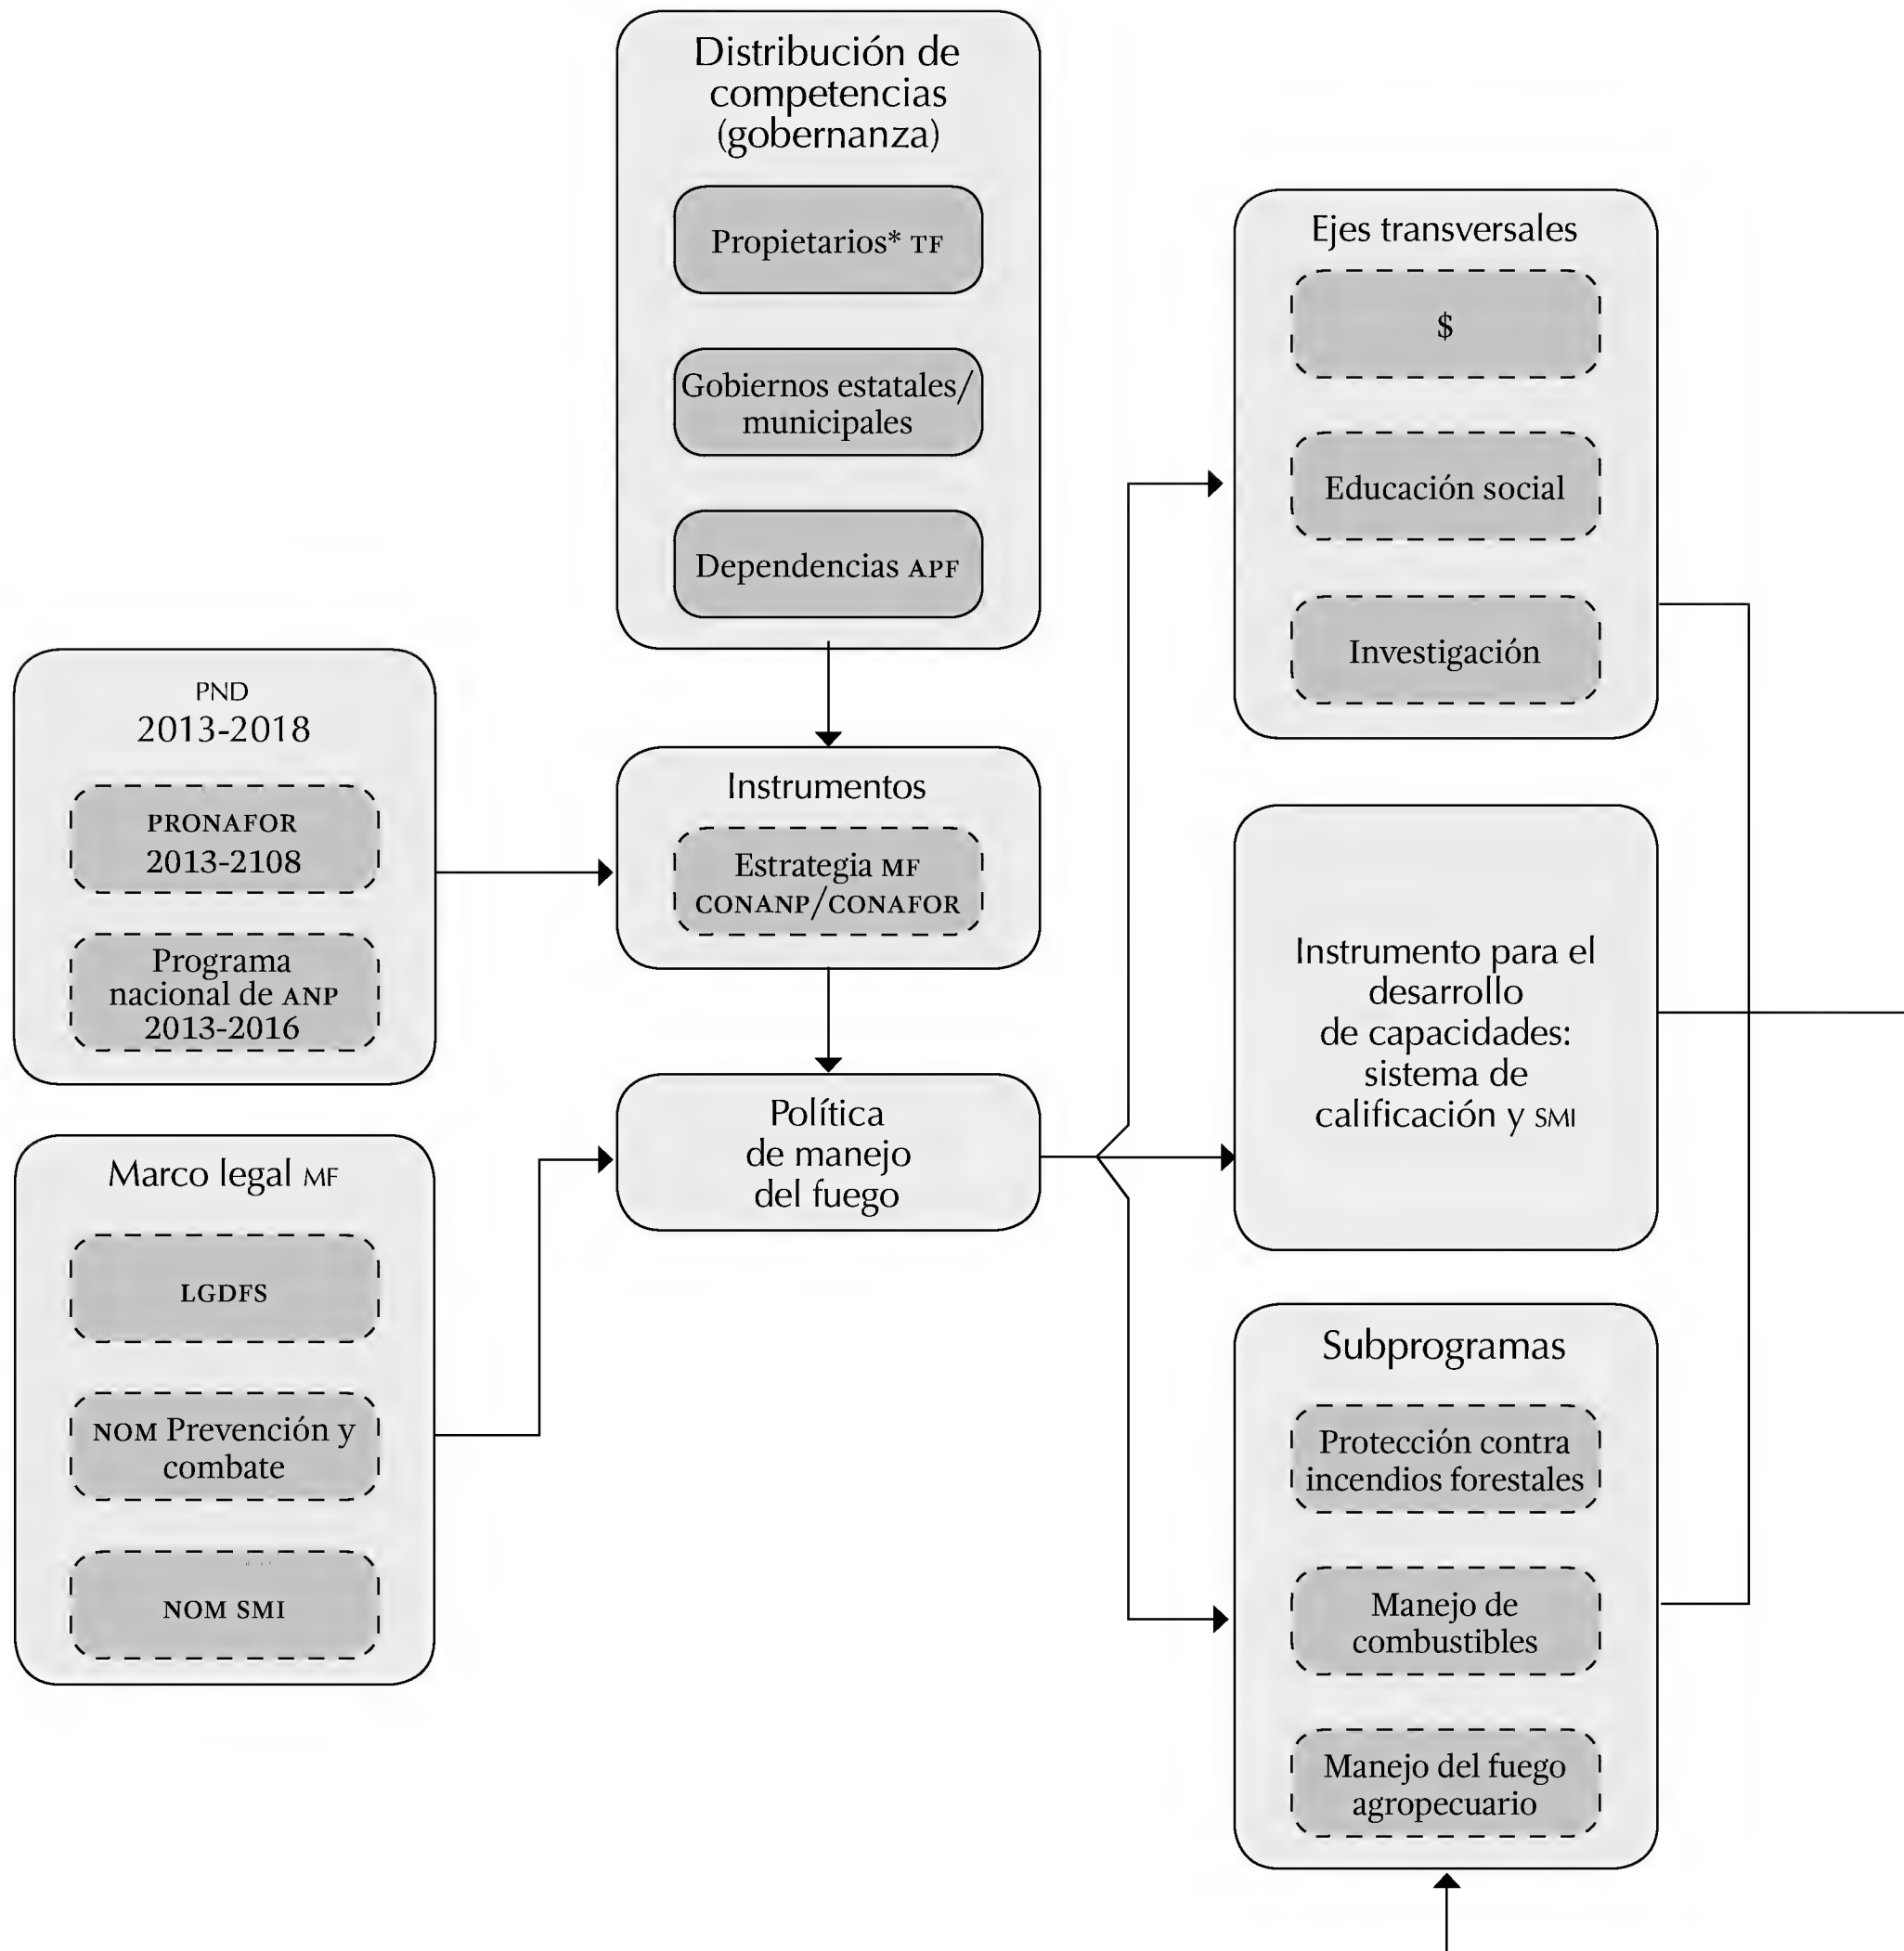 Distribución de
competencias
(gobernanza)
Propietarios* TF
Gobiernos estatales/
municipales
Dependencias APF
PND
2013-2018
PRONAFOR
2013-2108
Programa
nacional de ANP
2013-2016
Instrumentos
Estrategia MF
CONANP/CONAFOR
Marco legal MF
LGDFS
NOM Prevención y
combate
NOM SMI
Política
de manejo
del fuego
Ejes transversales
$
Educación social
Investigación
Instrumento para el
desarrollo
de capacidades:
sistema de
calificación y SMI
Subprogramas
Protección contra
incendios forestales
Manejo de
combustibles
Manejo del fuego
agropecuario